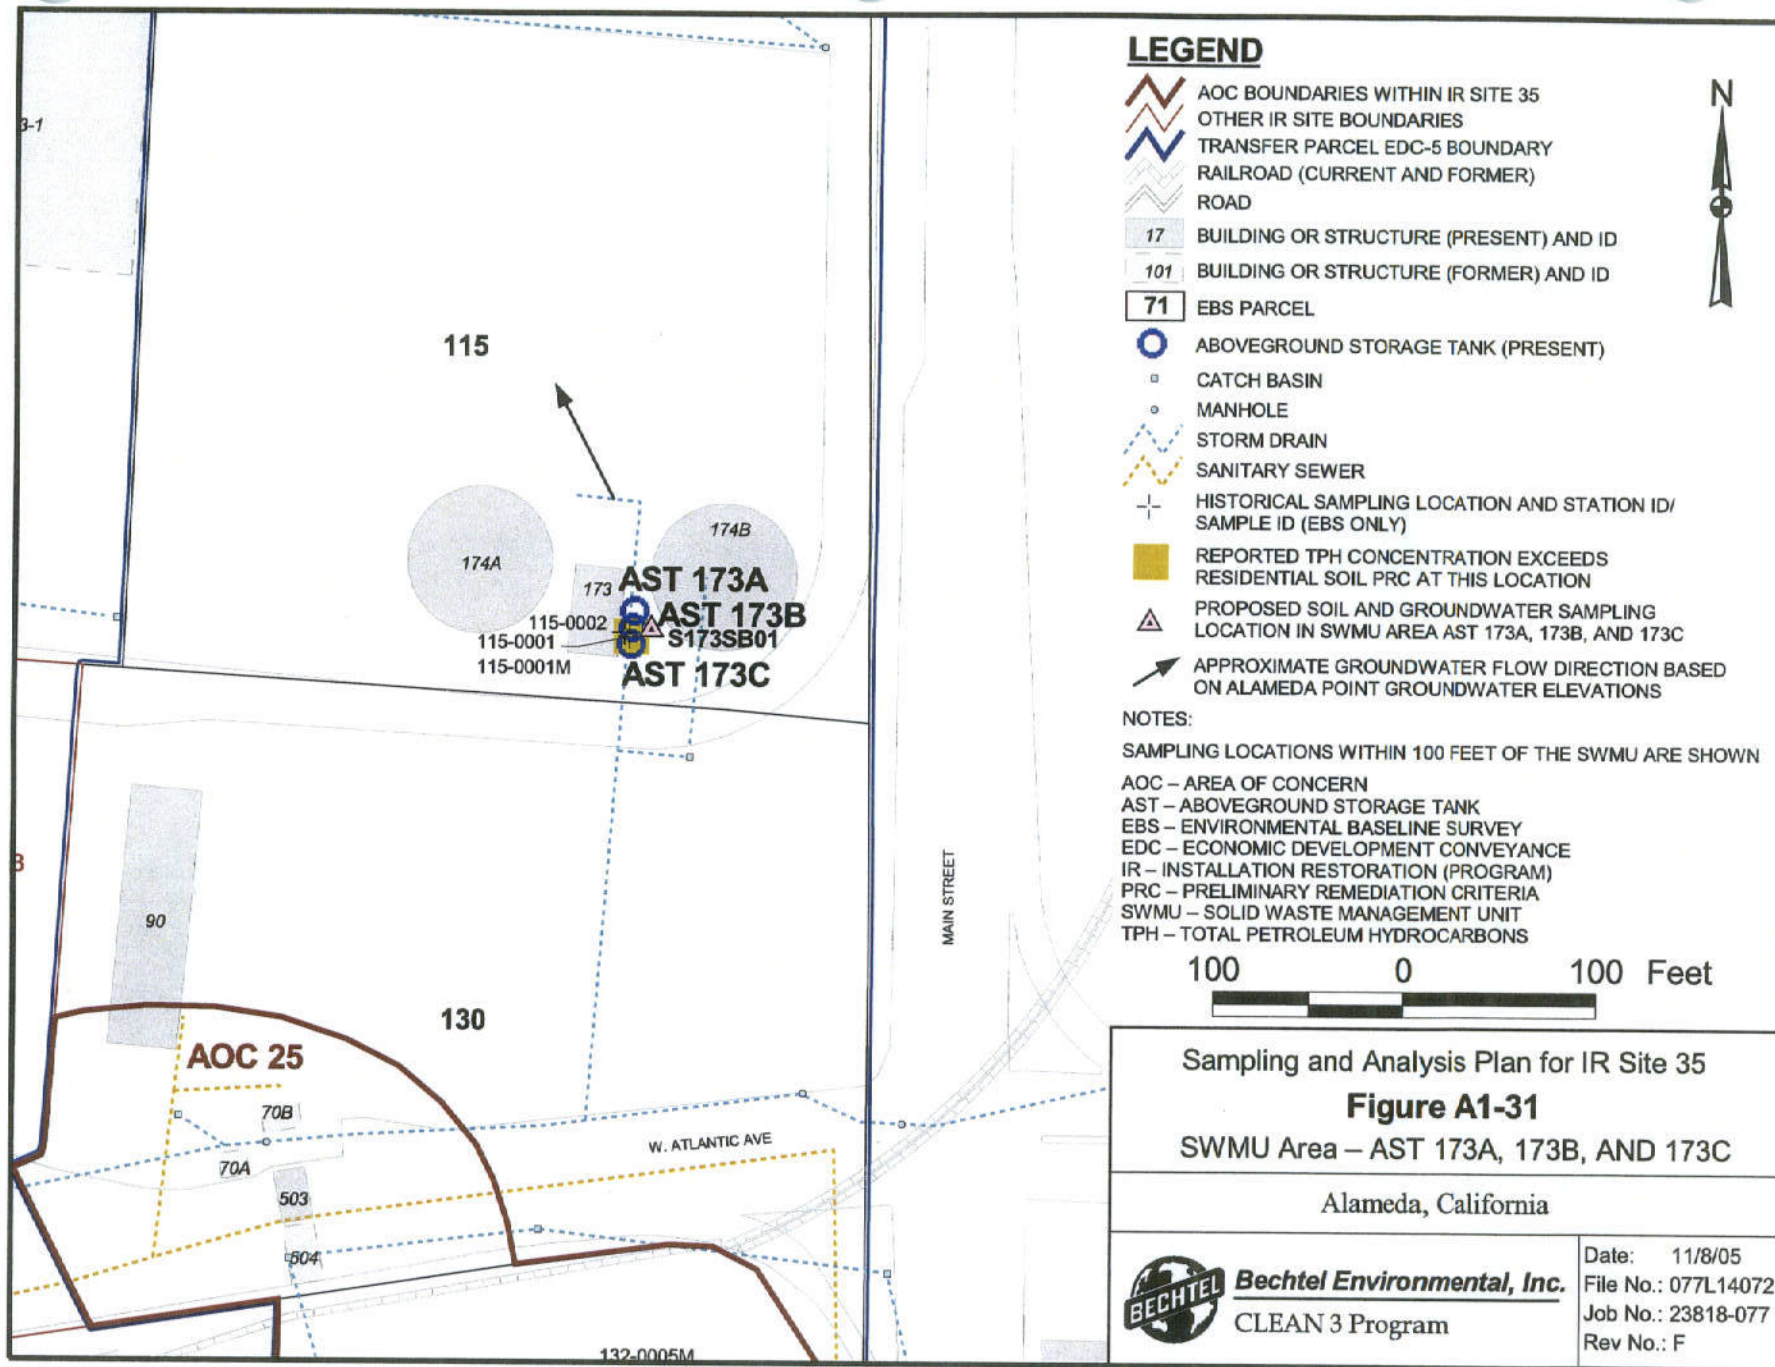 3-1
115
174A
174B
173
AST 173A
AST 173B
115-0002
115-0001
S173SB01
115-0001M
AST 173C
3
90
MAIN STREET
130
AOC 25
70B
70A
W. ATLANTIC AVE
503
504
132-0005M
LEGEND
N
AOC BOUNDARIES WITHIN IR SITE 35
OTHER IR SITE BOUNDARIES
TRANSFER PARCEL EDC-5 BOUNDARY
RAILROAD (CURRENT AND FORMER)
ROAD
17 BUILDING OR STRUCTURE (PRESENT) AND ID
101 BUILDING OR STRUCTURE (FORMER) AND ID
71 EBS PARCEL
ABOVEGROUND STORAGE TANK (PRESENT)
CATCH BASIN
MANHOLE
STORM DRAIN
SANITARY SEWER
HISTORICAL SAMPLING LOCATION AND STATION ID/
SAMPLE ID (EBS ONLY)
REPORTED TPH CONCENTRATION EXCEEDS
RESIDENTIAL SOIL PRC AT THIS LOCATION
PROPOSED SOIL AND GROUNDWATER SAMPLING
LOCATION IN SWMU AREA AST 173A, 173B, AND 173C
APPROXIMATE GROUNDWATER FLOW DIRECTION BASED
ON ALAMEDA POINT GROUNDWATER ELEVATIONS
NOTES:
SAMPLING LOCATIONS WITHIN 100 FEET OF THE SWMU ARE SHOWN
AOC – AREA OF CONCERN
AST – ABOVEGROUND STORAGE TANK
EBS – ENVIRONMENTAL BASELINE SURVEY
EDC – ECONOMIC DEVELOPMENT CONVEYANCE
IR – INSTALLATION RESTORATION (PROGRAM)
PRC – PRELIMINARY REMEDIATION CRITERIA
SWMU – SOLID WASTE MANAGEMENT UNIT
TPH – TOTAL PETROLEUM HYDROCARBONS
100 0 100 Feet
Sampling and Analysis Plan for IR Site 35
Figure A1-31
SWMU Area – AST 173A, 173B, AND 173C
Alameda, California
BECHTEL
Bechtel Environmental, Inc.
CLEAN 3 Program
Date: 11/8/05
File No.: 077L14072
Job No.: 23818-077
Rev No.: F